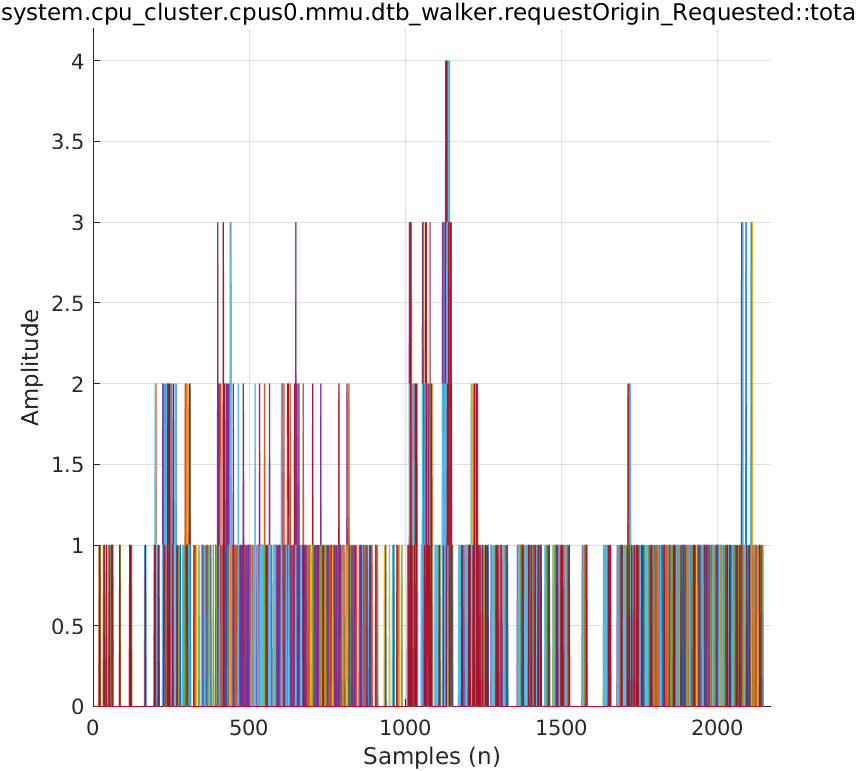 system.cpu_cluster.cpus0.mmu.dtb_walker.requestOrigin_Requested::tota
4
3.5
3
2.5
2
1.5
1
0.5
0
Amplitude
0 500 1000 1500 2000
Samples (n)